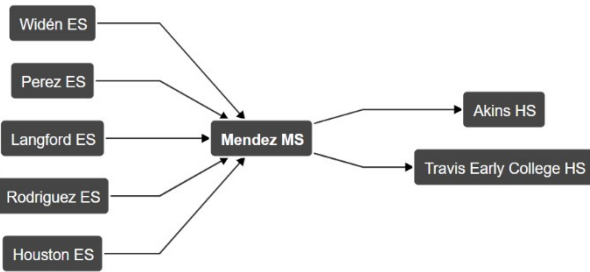 Widén ES
Perez ES
Langford ES
Rodriguez ES
Houston ES
Mendez MS
Akins HS
Travis Early College HS